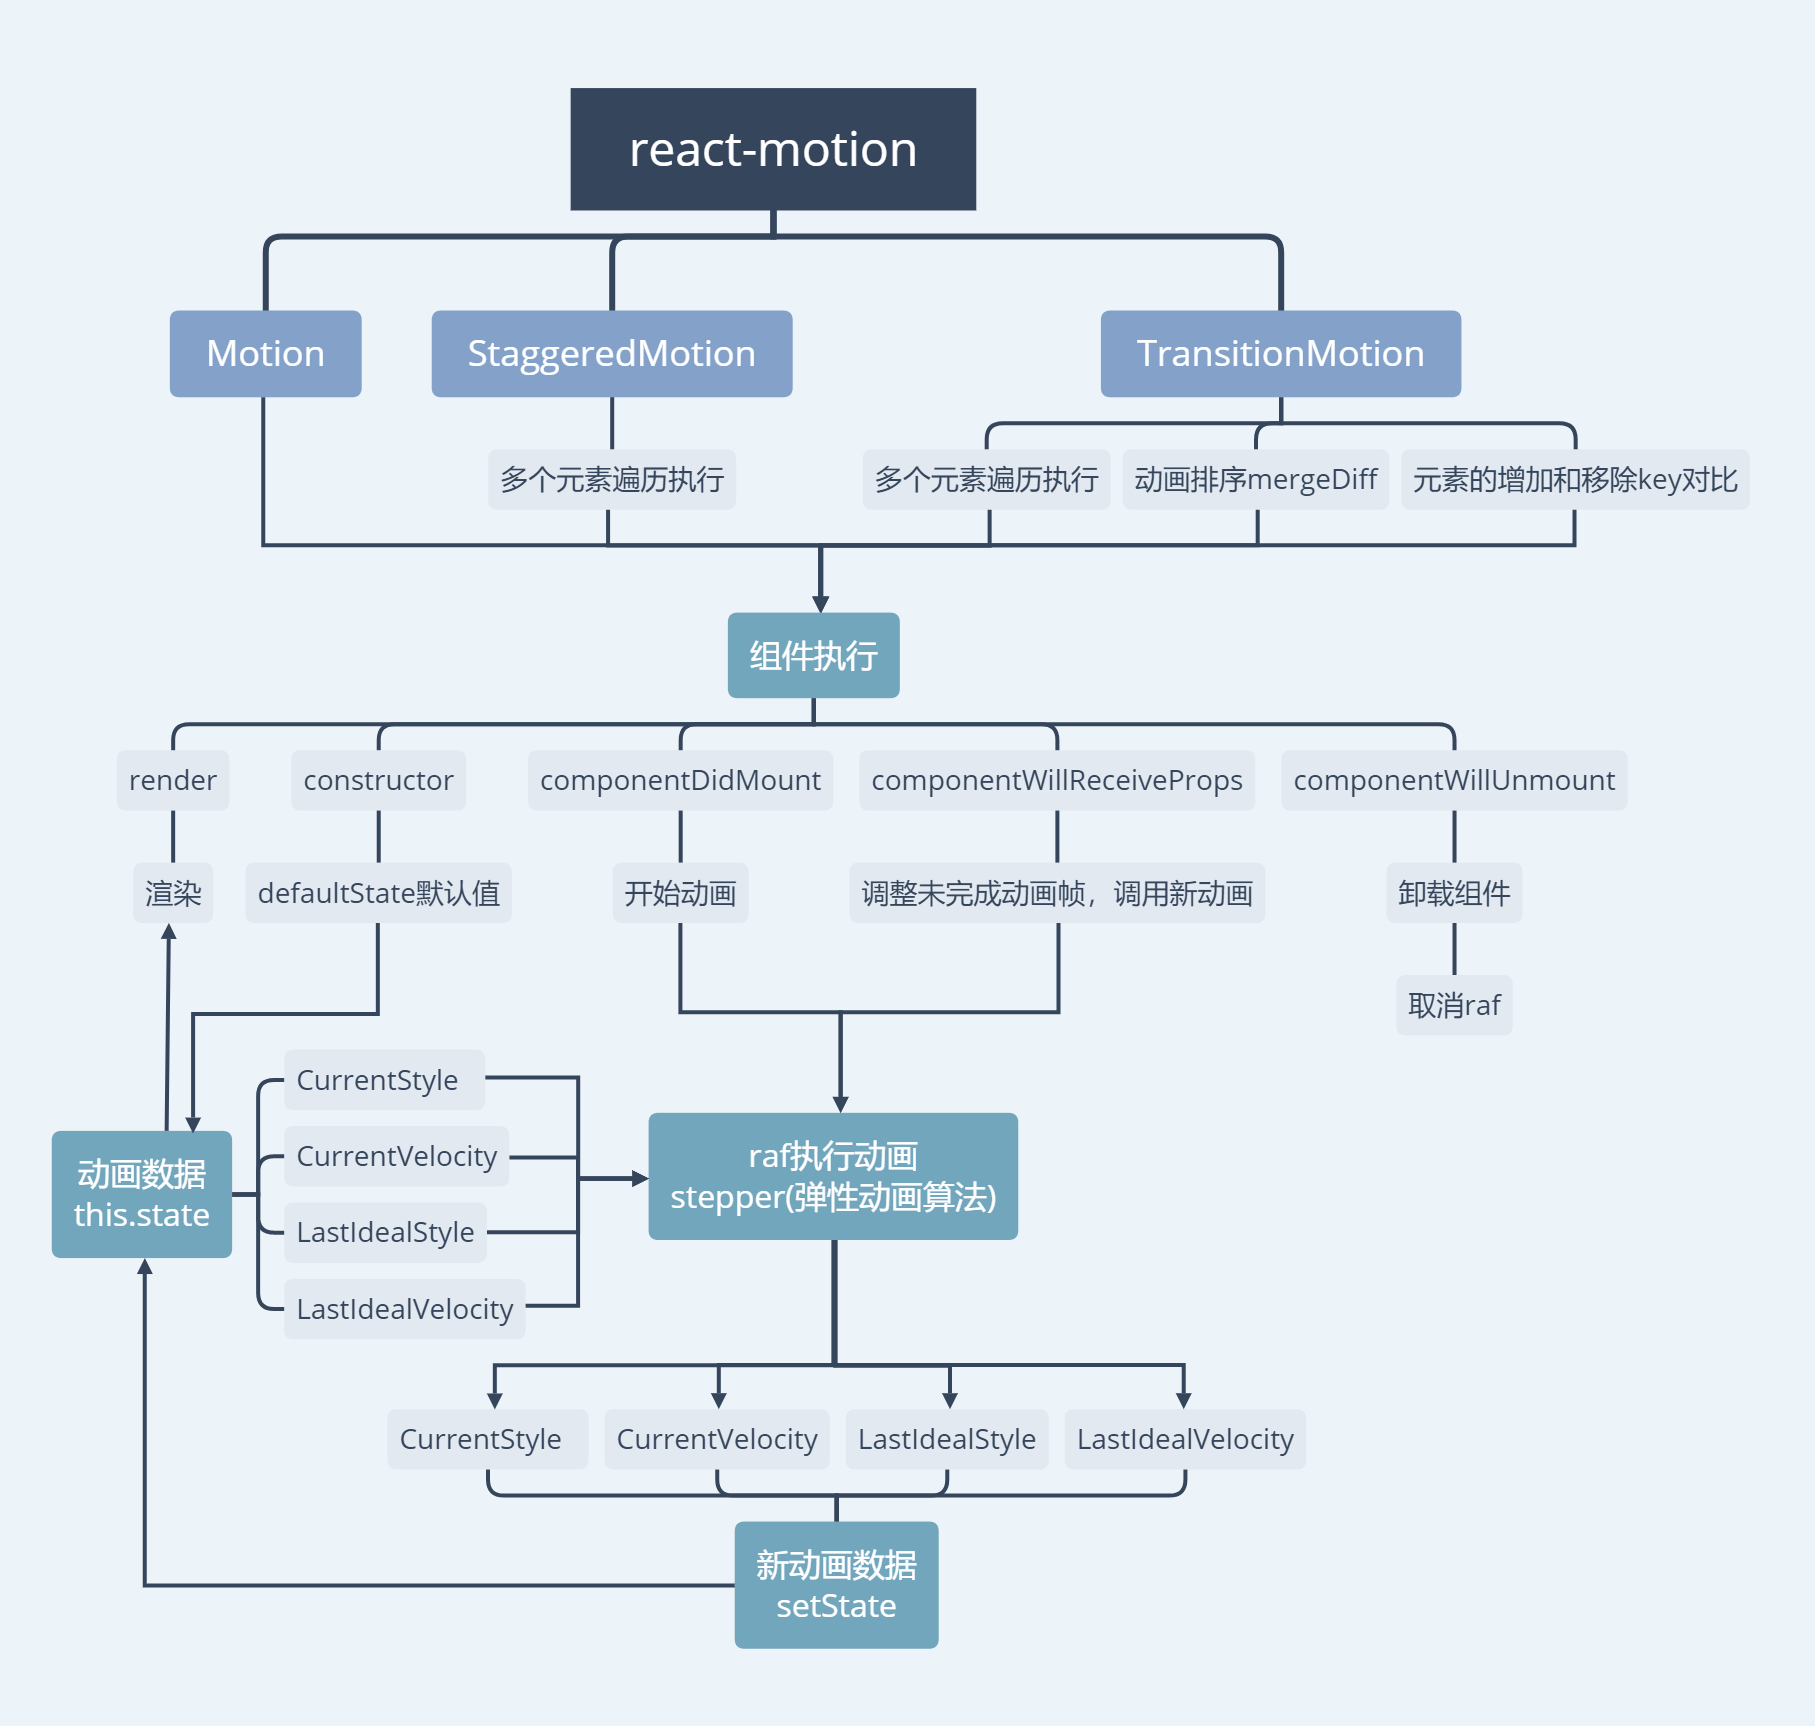 react-motion
Motion
StaggeredMotion
TransitionMotion
多个元素遍历执行
多个元素遍历执行
动画排序mergeDiff
元素的增加和移除key对比
组件执行
render
constructor
componentDidMount
componentWillReceiveProps
componentWillUnmount
渲染
defaultState默认值
开始动画
调整未完成动画帧，调用新动画
卸载组件
取消raf
CurrentStyle
CurrentVelocity
LastIdealStyle
LastIdealVelocity
动画数据
this.state
raf执行动画
stepper(弹性动画算法)
CurrentStyle
CurrentVelocity
LastIdealStyle
LastIdealVelocity
新动画数据
setState